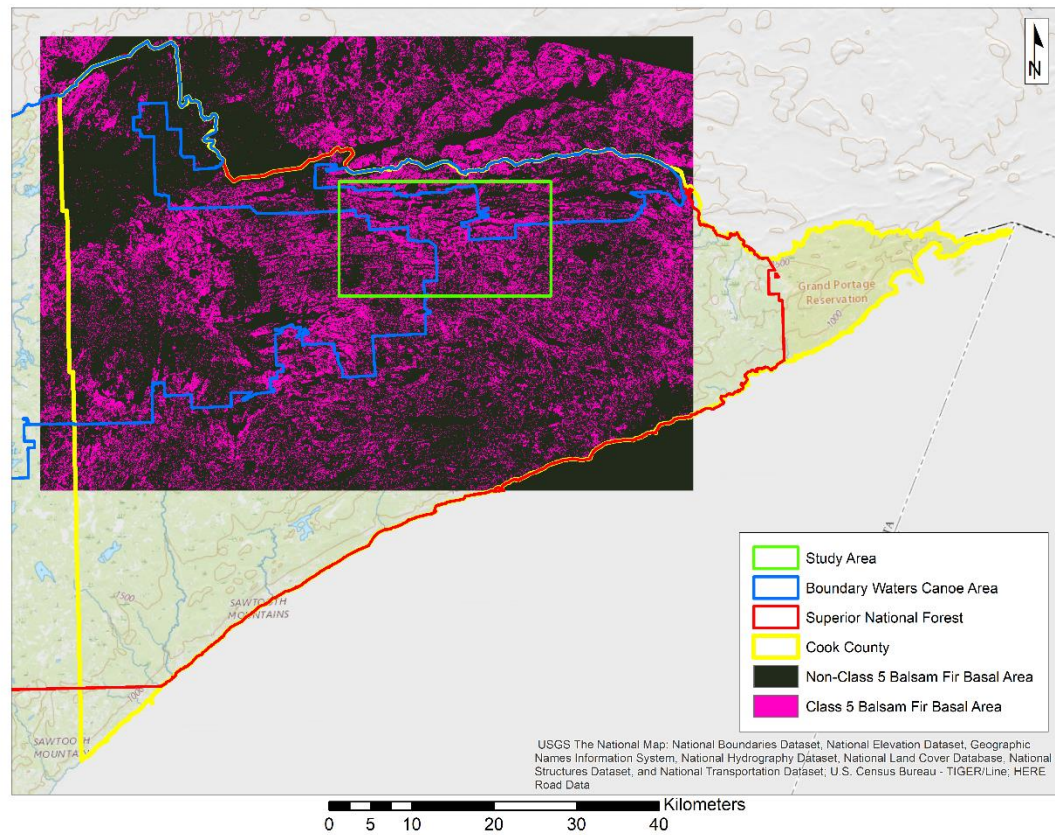 N
1500
Grand Portage
Reservation
1000
TA
SAWTOOTH
MOUNTAINS
1500
1000
SAWTOOTH
MOUNTAIN
Study Area
Boundary Waters Canoe Area
Superior National Forest
Cook County
Non-Class 5 Balsam Fir Basal Area
Class 5 Balsam Fir Basal Area
USGS The National Map: National Boundaries Dataset, National Elevation Dataset, Geographic
Names Information System, National Hydrography Dataset, National Land Cover Database, National
Structures Dataset, and National Transportation Dataset; U.S. Census Bureau - TIGER/Line; HERE
Road Data
Kilometers
0 5 10 20 30 40